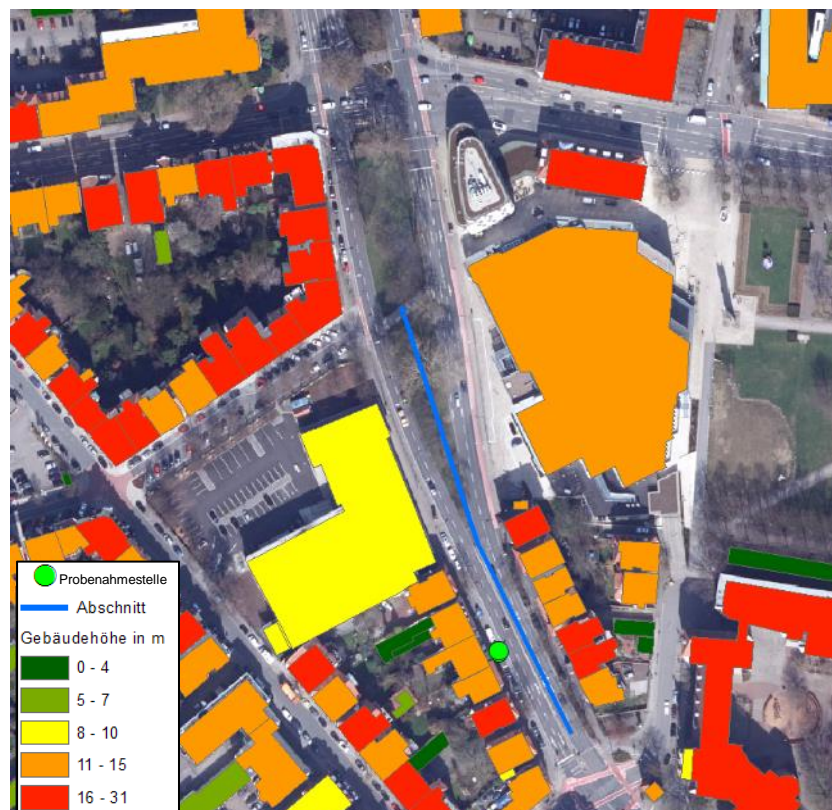 Probenahmestelle
Abschnitt
Gebäudehöhe in m
0 - 4
5 - 7
8 - 10
11 - 15
16 - 31